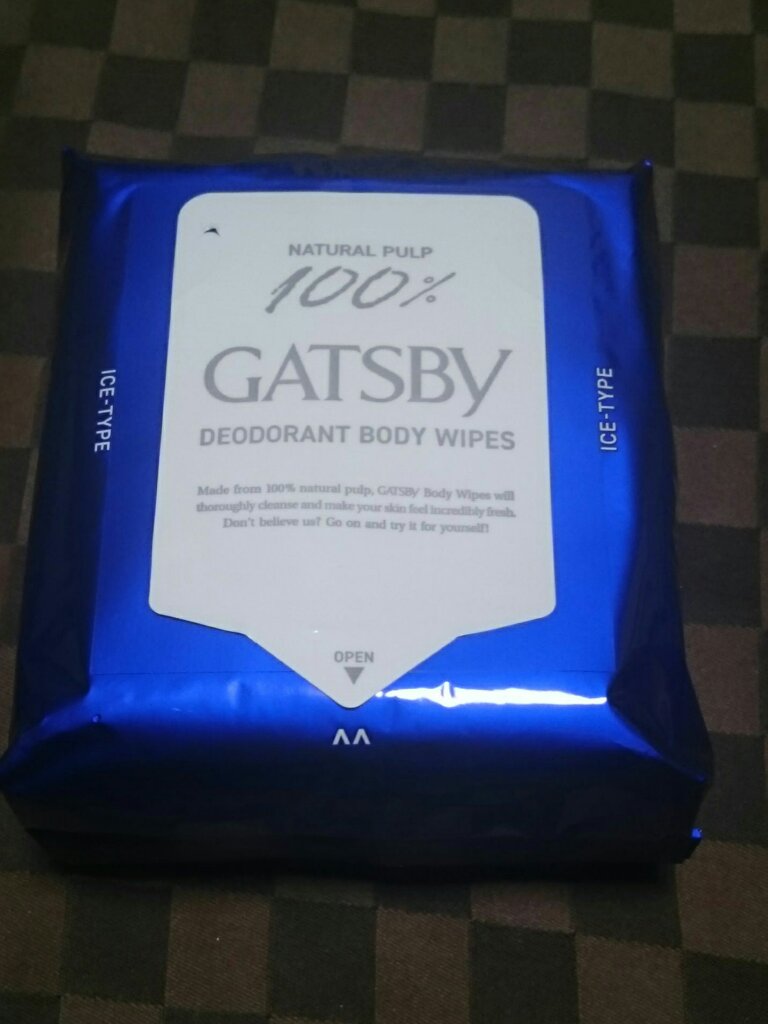 NATURAL PULP
100%
GATSBY
DEODORANT BODY WIPES
Made from 100% natural pulp, GATSBY Body Wipes will
thoroughly cleanse and make your skin feel incredibly fresh.
Don't believe us? Go on and try it for yourself!
OPEN
ICE-TYPE
ICE-TYPE